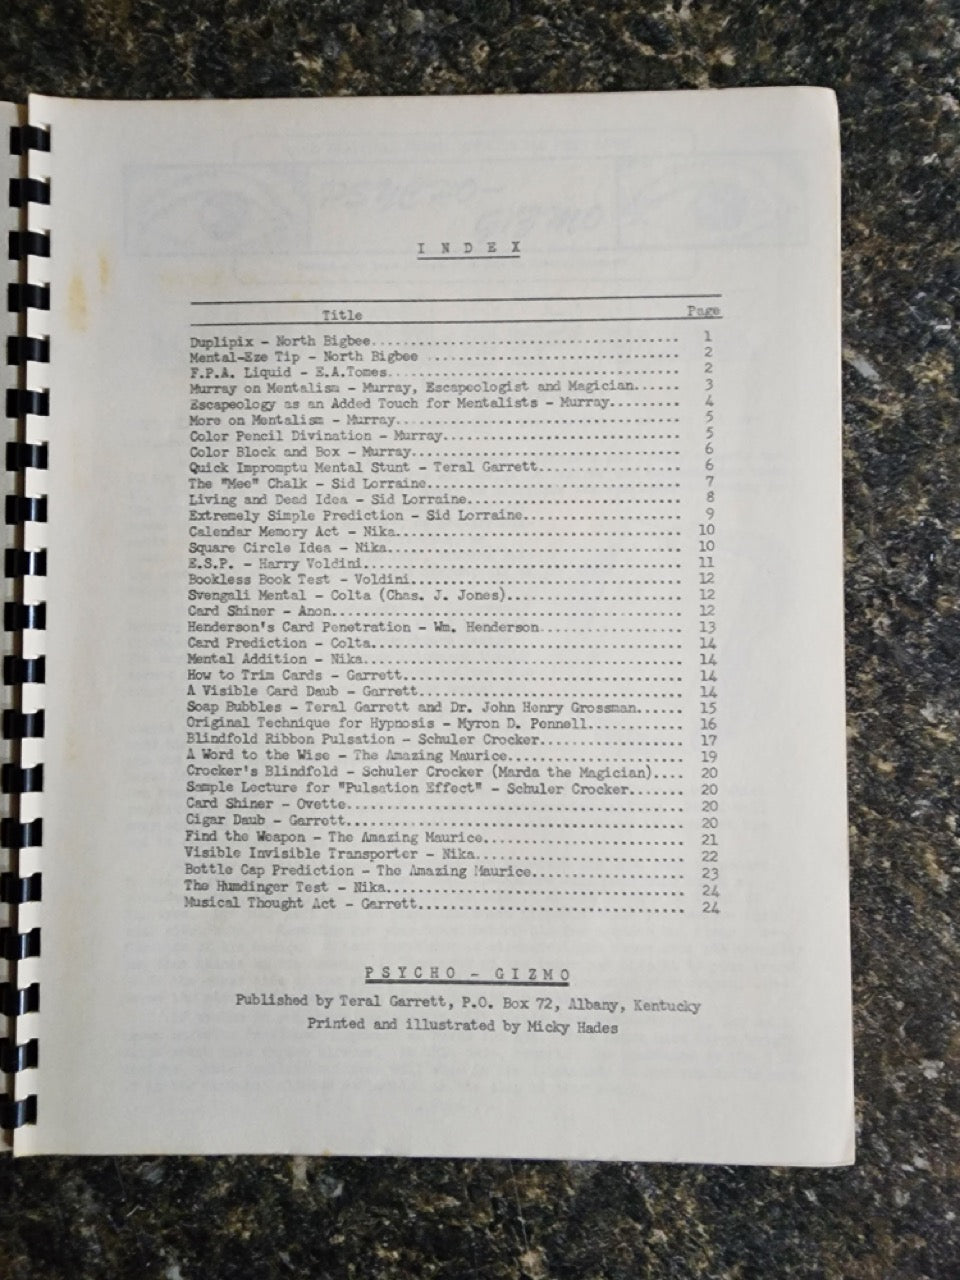 I N D E X
Title Page
Duplipix - North Bigbee.......................................... 1
Mental-Eze Tip - North Bigbee .................................. 2
F.P.A. Liquid - E.A.Tomes........................................ 2
Murray on Mentalism - Murray, Escapeologist and Magician...... 3
Escapeology as an Added Touch for Mentalists - Murray......... 4
More on Mentalism - Murray....................................... 5
Color Pencil Divination - Murray................................. 5
Color Block and Box - Murray..................................... 6
Quick Impromptu Mental Stunt - Teral Garrett.................. 6
The "Mee" Chalk - Sid Lorraine................................... 7
Living and Dead Idea - Sid Lorraine............................ 8
Extremely Simple Prediction - Sid Lorraine.................... 9
Calendar Memory Act - Nika....................................... 10
Square Circle Idea - Nika........................................ 10
E.S.P. - Harry Voldini........................................... 11
Bookless Book Test - Voldini..................................... 12
Svengali Mental - Colta (Chas. J. Jones)...................... 12
Card Shiner - Anon............................................... 12
Henderson's Card Penetration - Wm. Henderson.................. 13
Card Prediction - Colta.......................................... 14
Mental Addition - Nika........................................... 14
How to Trim Cards - Garrett...................................... 14
A Visible Card Daub - Garrett.................................... 14
Soap Bubbles - Teral Garrett and Dr. John Henry Grossman...... 15
Original Technique for Hypnosis - Myron D. Pennell............ 16
Blindfold Ribbon Pulsation - Schuler Crocker.................. 17
A Word to the Wise - The Amazing Maurice....................... 19
Crocker's Blindfold - Schuler Crocker (Marda the Magician).... 20
Sample Lecture for "Pulsation Effect" - Schuler Crocker....... 20
Card Shiner - Ovette............................................. 20
Cigar Daub - Garrett............................................. 20
Find the Weapon - The Amazing Maurice.......................... 21
Visible Invisible Transporter - Nika........................... 22
Bottle Cap Prediction - The Amazing Maurice................... 23
The Humdinger Test - Nika........................................ 24
Musical Thought Act - Garrett.................................... 24
P S Y C H O - G I Z M O
Published by Teral Garrett, P.O. Box 72, Albany, Kentucky
Printed and illustrated by Micky Hades